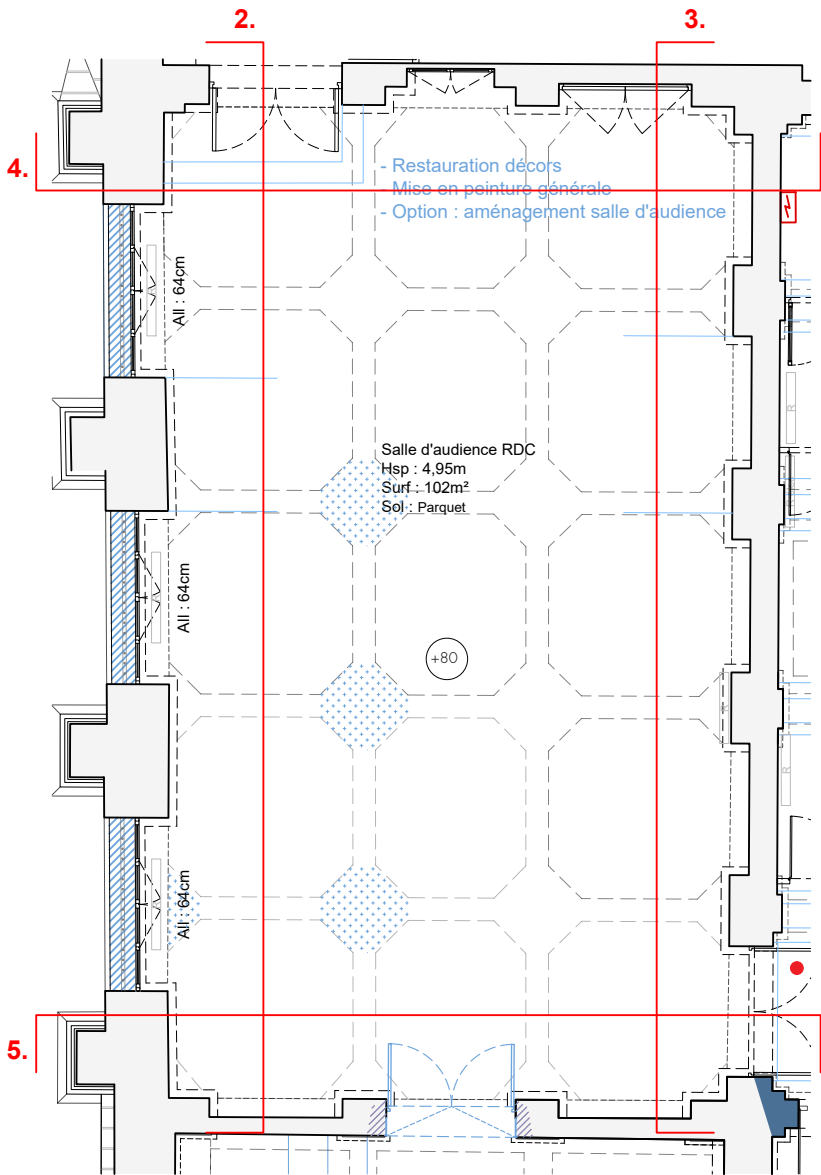 2.
3.
4.
- Restauration décors
- Mise en peinture générale
- Option : aménagement salle d'audience
All : 64cm
R
Salle d'audience RDC
Hsp : 4,95m
Surf : 102m²
Sol : Parquet
All : 64cm
+80
R
All : 64cm
5.